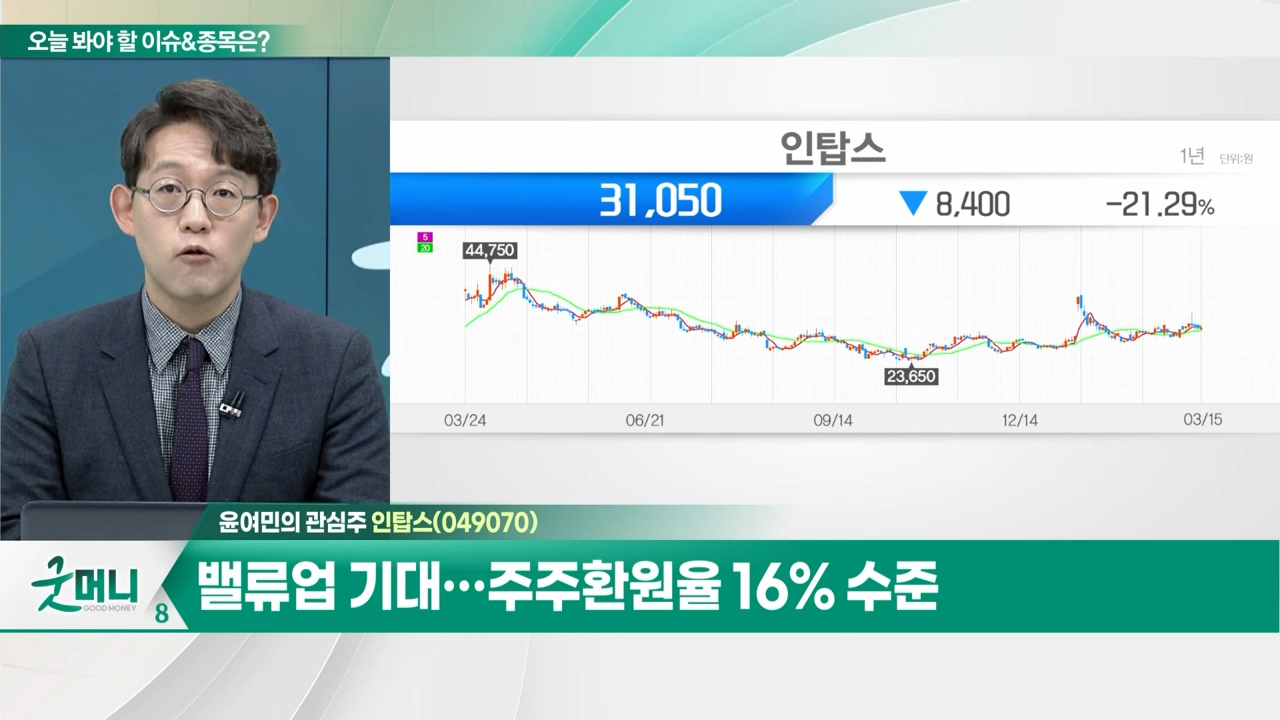 오늘 봐야 할 이슈&종목은?
인탑스
1년 단위:원
31,050 ▼ 8,400 -21.29%
5
20
44,750
23,650
03/24 06/21 09/14 12/14 03/15
윤여민의 관심주 인탑스(049070)
굿머니
GOOD MONEY
8
밸류업 기대…주주환원율 16% 수준